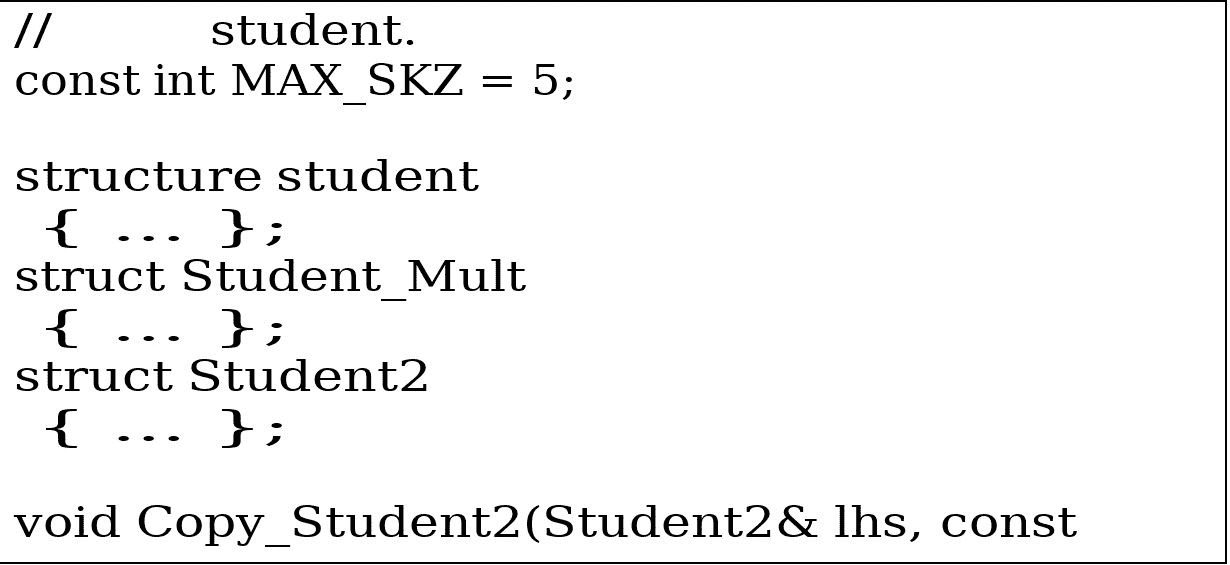 // student.
const int MAX_SKZ = 5;
structure student
{ ... };
struct Student_Mult
{ ... };
struct Student2
{ ... };
void Copy_Student2(Student2& lhs, const